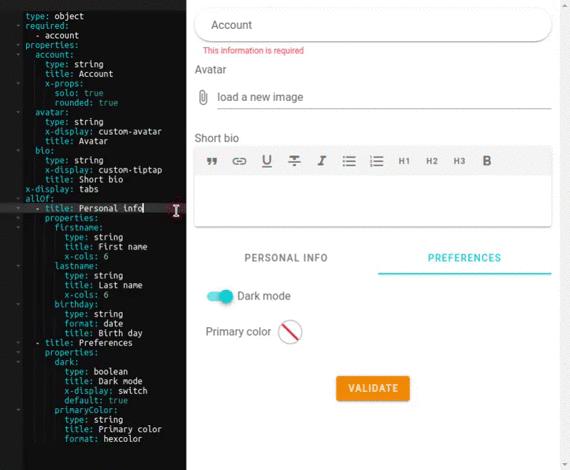 type: object
required:
- account
properties:
account:
type: string
title: Account
x-props:
solo: true
rounded: true
avatar:
type: string
x-display: custom-avatar
title: Avatar
bio:
type: string
x-display: custom-tiptap
title: Short bio
x-display: tabs
allOf:
- title: Personal info
properties:
firstname:
type: string
title: First name
x-cols: 6
lastname:
type: string
title: Last name
x-cols: 6
birthday:
type: string
format: date
title: Birth day
- title: Preferences
properties:
dark:
type: boolean
title: Dark mode
x-display: switch
default: true
primaryColor:
type: string
title: Primary color
format: hexcolor
Account
This information is required
Avatar
load a new image
Short bio
H1 H2 H3 B
PERSONAL INFO PREFERENCES
Dark mode
Primary color
VALIDATE